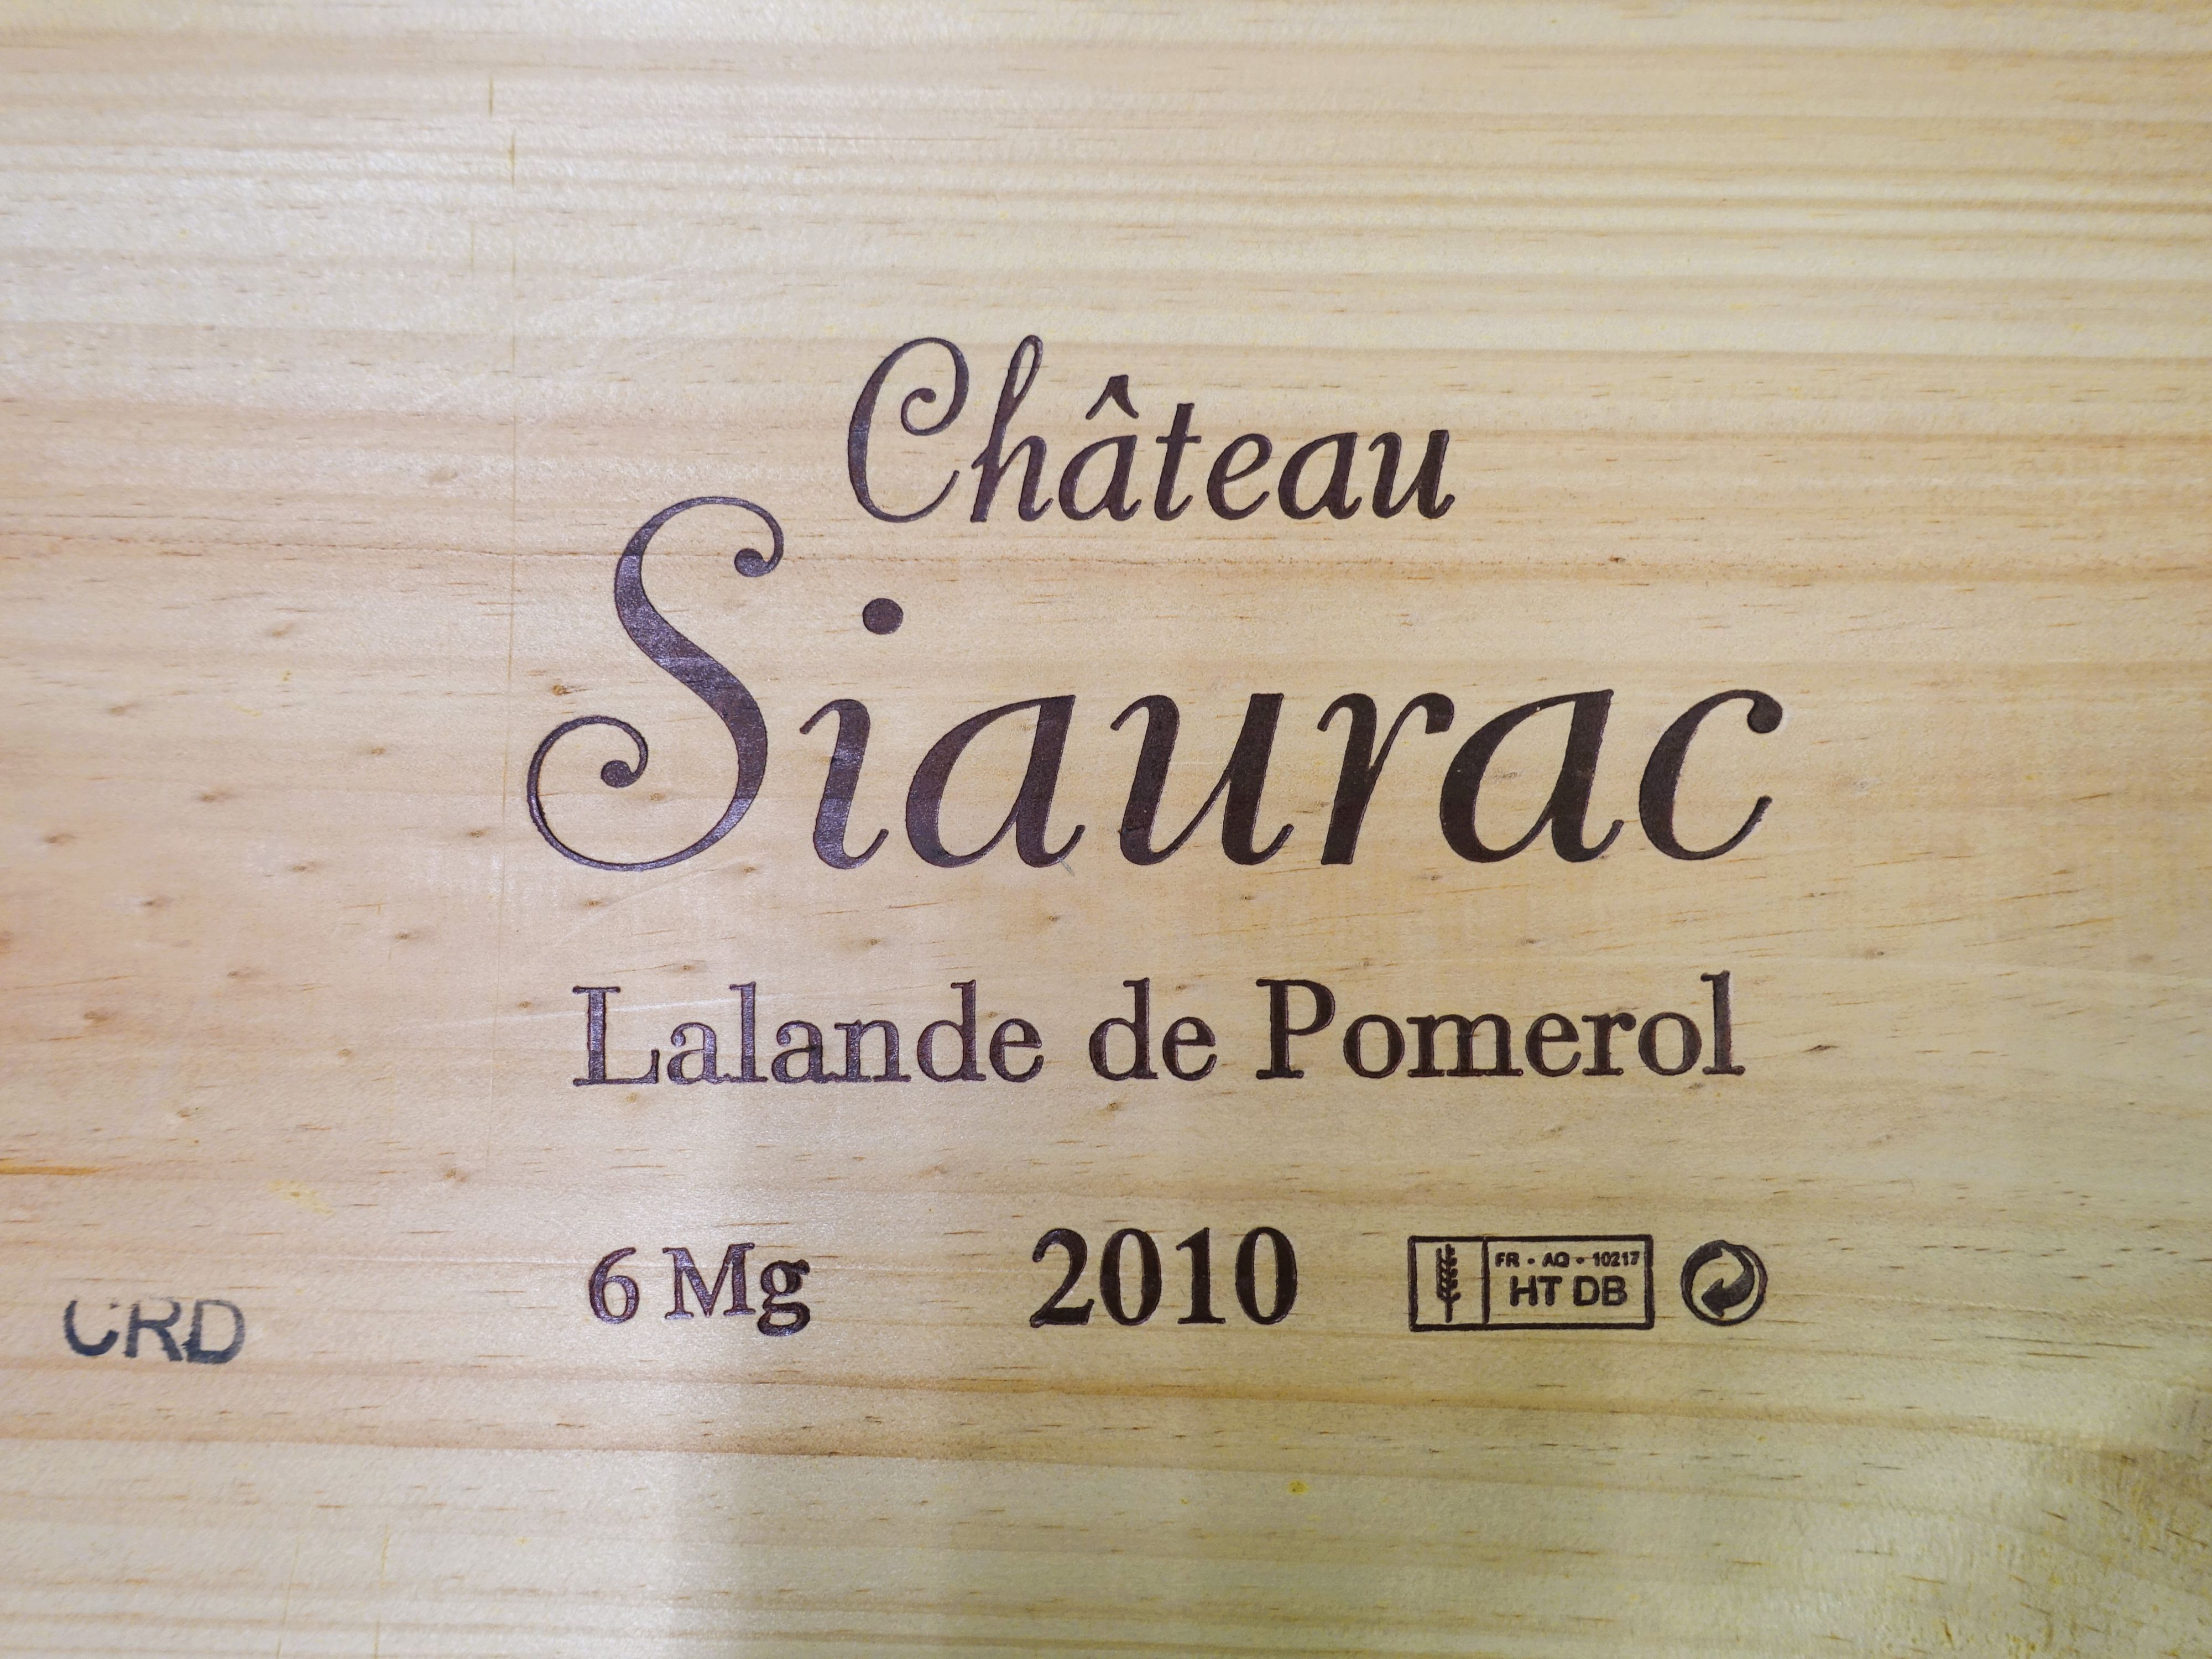 Château
Siaurac
Lalande de Pomerol
6 Mg 2010
FR - AQ - 10217
HT DB
CRD